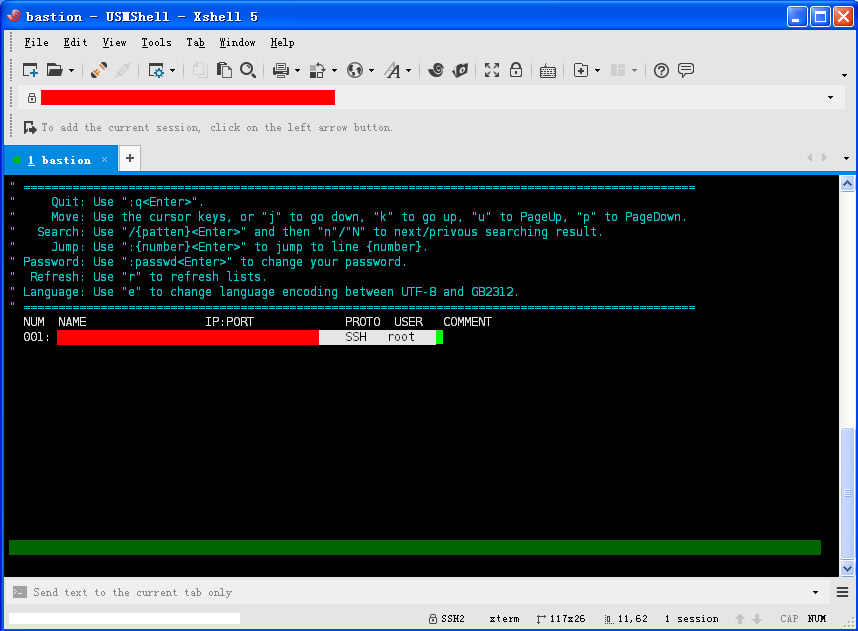 bastion - USMShell - Xshell 5
File Edit View Tools Tab Window Help
To add the current session, click on the left arrow button.
1 bastion × +
" ================================================================================================
" Quit: Use ":q<Enter>".
" Move: Use the cursor keys, or "j" to go down, "k" to go up, "u" to PageUp, "p" to PageDown.
" Search: Use "/{patten}<Enter>" and then "n"/"N" to next/privous searching result.
" Jump: Use ":{number}<Enter>" to jump to line {number}.
" Password: Use ":passwd<Enter>" to change your password.
" Refresh: Use "r" to refresh lists.
" Language: Use "e" to change language encoding between UTF-8 and GB2312.
" ================================================================================================
NUM NAME IP:PORT PROTO USER COMMENT
001: SSH root
Send text to the current tab only
SSH2 xterm 117x26 11,62 1 session CAP NUM